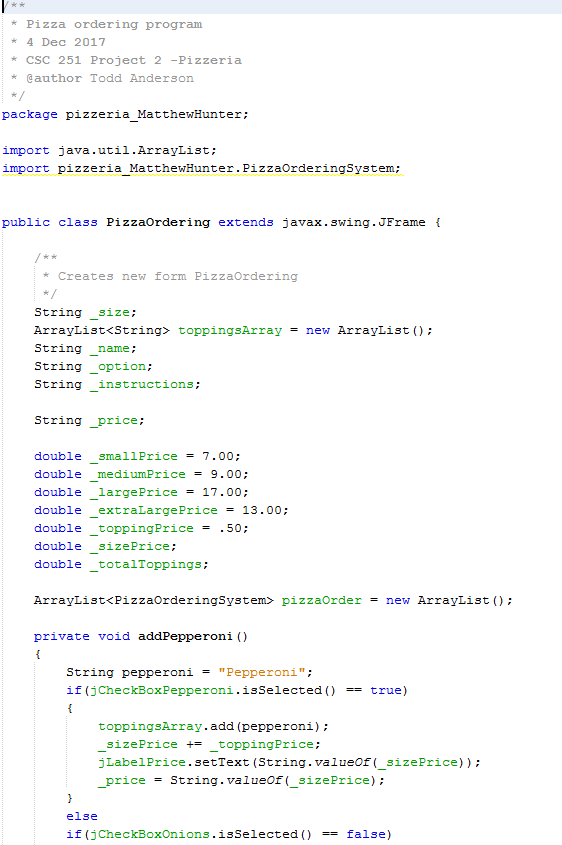 /**
 * Pizza ordering program
 * 4 Dec 2017
 * CSC 251 Project 2 -Pizzeria
 * @author Todd Anderson
 */
package pizzeria_MatthewHunter;

import java.util.ArrayList;
import pizzeria_MatthewHunter.PizzaOrderingSystem;


public class PizzaOrdering extends javax.swing.JFrame {

    /**
     * Creates new form PizzaOrdering
     */
    String _size;
    ArrayList<String> toppingsArray = new ArrayList();
    String _name;
    String _option;
    String _instructions;

    String _price;

    double _smallPrice = 7.00;
    double _mediumPrice = 9.00;
    double _largePrice = 17.00;
    double _extraLargePrice = 13.00;
    double _toppingPrice = .50;
    double _sizePrice;
    double _totalToppings;

    ArrayList<PizzaOrderingSystem> pizzaOrder = new ArrayList();

    private void addPepperoni()
    {
        String pepperoni = "Pepperoni";
        if(jCheckBoxPepperoni.isSelected() == true)
        {
            toppingsArray.add(pepperoni);
            _sizePrice += _toppingPrice;
            jLabelPrice.setText(String.valueOf(_sizePrice));
            _price = String.valueOf(_sizePrice);
        }
        else
        if(jCheckBoxOnions.isSelected() == false)